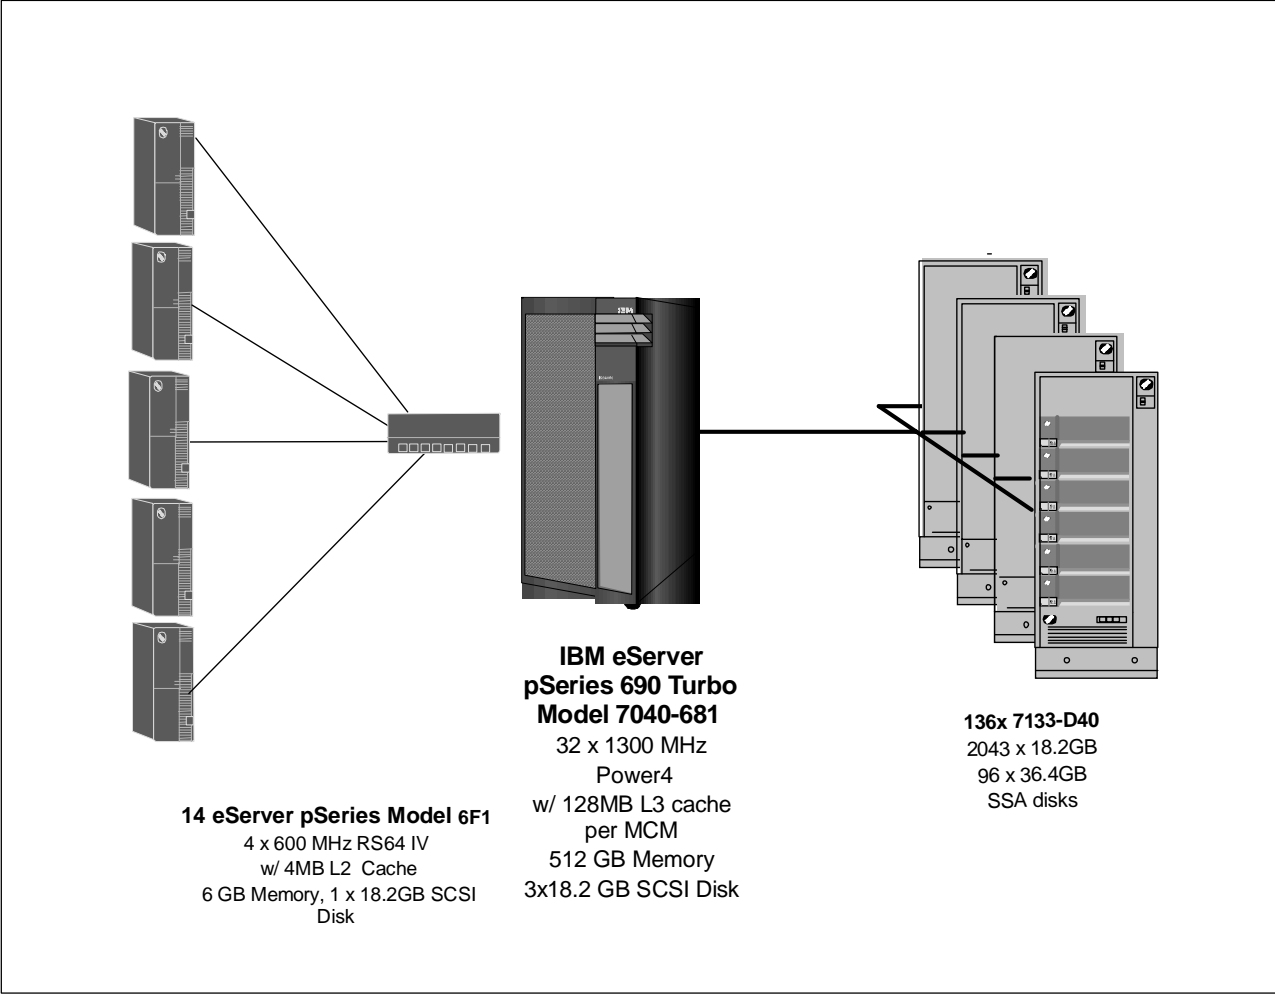 IBM eServer
pSeries 690 Turbo
Model 7040-681
32 x 1300 MHz
Power4
w/ 128MB L3 cache
per MCM
512 GB Memory
3x18.2 GB SCSI Disk
136x 7133-D40
2043 x 18.2GB
96 x 36.4GB
SSA disks
14 eServer pSeries Model 6F1
4 x 600 MHz RS64 IV
w/ 4MB L2 Cache
6 GB Memory, 1 x 18.2GB SCSI
Disk